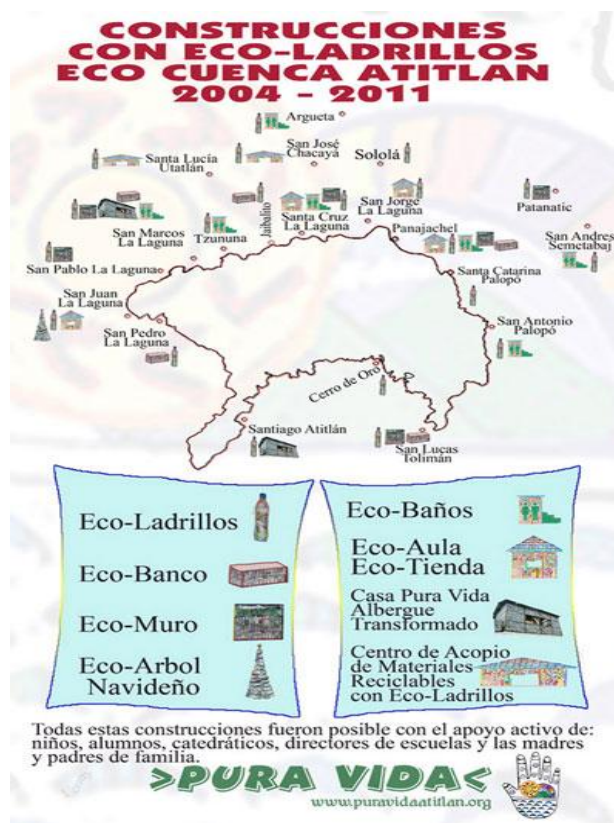 CONSTRUCCIONES
CON ECO-LADRILLOS
ECO CUENCA ATITLAN
2004 - 2011
Argueta
San José
Chacayá
Sololá
Santa Lucía
Utatlán
Patanatic
San Marcos
La Laguna
Tzununa
Jaibalito
Santa Cruz
La Laguna
San Jorge
La Laguna
Panajachel
San Andres
Semetabaj
San Pablo La Laguna
Santa Catarina
Palopó
San Juan
La Laguna
San Pedro
La Laguna
San Antonio
Palopó
Cerro de Oro
Santiago Atitlán
San Lucas
Tolimán
Eco-Ladrillos
Eco-Banco
Eco-Muro
Eco-Arbol
Navideño
Eco-Baños
Eco-Aula
Eco-Tienda
Casa Pura Vida
Albergue
Transformado
Centro de Acopio
de Materiales
Reciclables
con Eco-Ladrillos
Todas estas construcciones fueron posible con el apoyo activo de:
niños, alumnos, catedráticos, directores de escuelas y las madres
y padres de familia.
>PURA VIDA<
www.puravidaatitlan.org